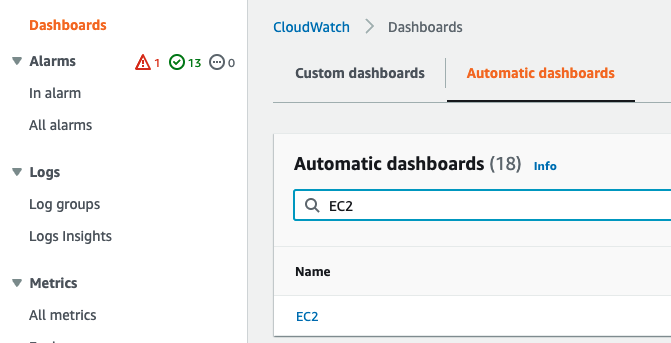 Dashboards
Alarms 1 13 0
In alarm
All alarms
Logs
Log groups
Logs Insights
Metrics
All metrics
CloudWatch > Dashboards
Custom dashboards
Automatic dashboards
Automatic dashboards (18) Info
EC2
Name
EC2